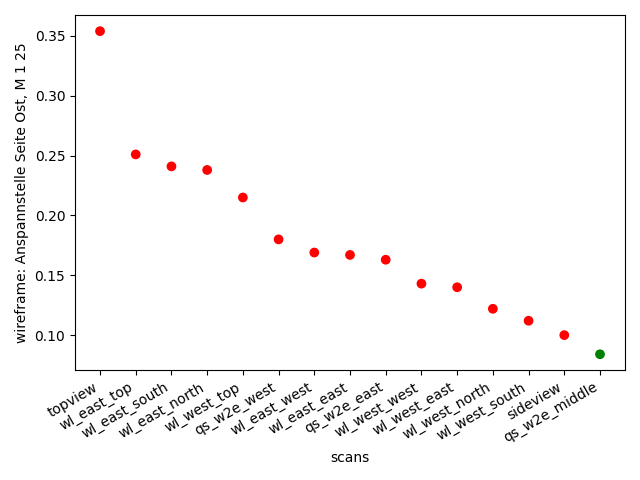 0.35
0.30
0.25
0.20
0.15
0.10
wireframe: Anspannstelle Seite Ost, M 1 25
topview
wl_east_top
wl_east_south
wl_east_north
wl_west_top
qs_w2e_west
wl_east_west
wl_east_east
qs_w2e_east
wl_west_west
wl_west_east
wl_west_north
wl_west_south
sideview
qs_w2e_middle
scans